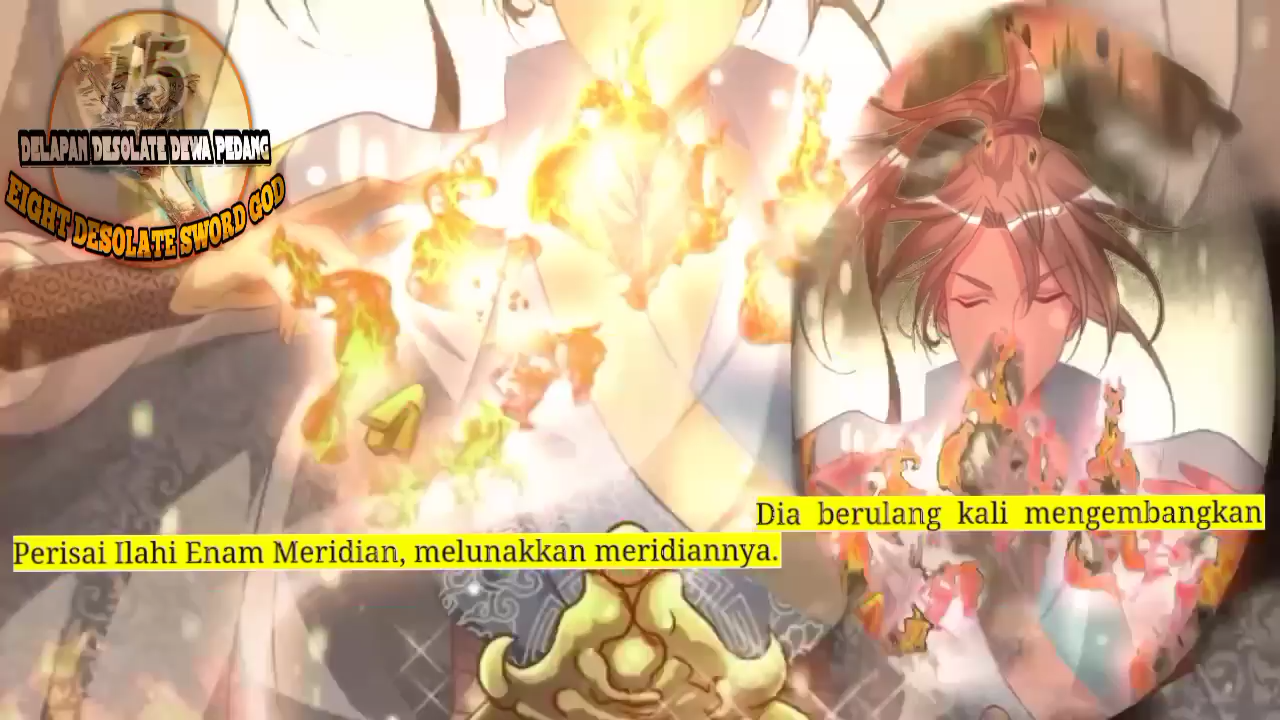 15
DELAPAN DESOLATE DEWA PEDANG
EIGHT DESOLATE SWORD GOD
Dia berulang kali mengembangkan
Perisai Ilahi Enam Meridian, melunakkan meridiannya.